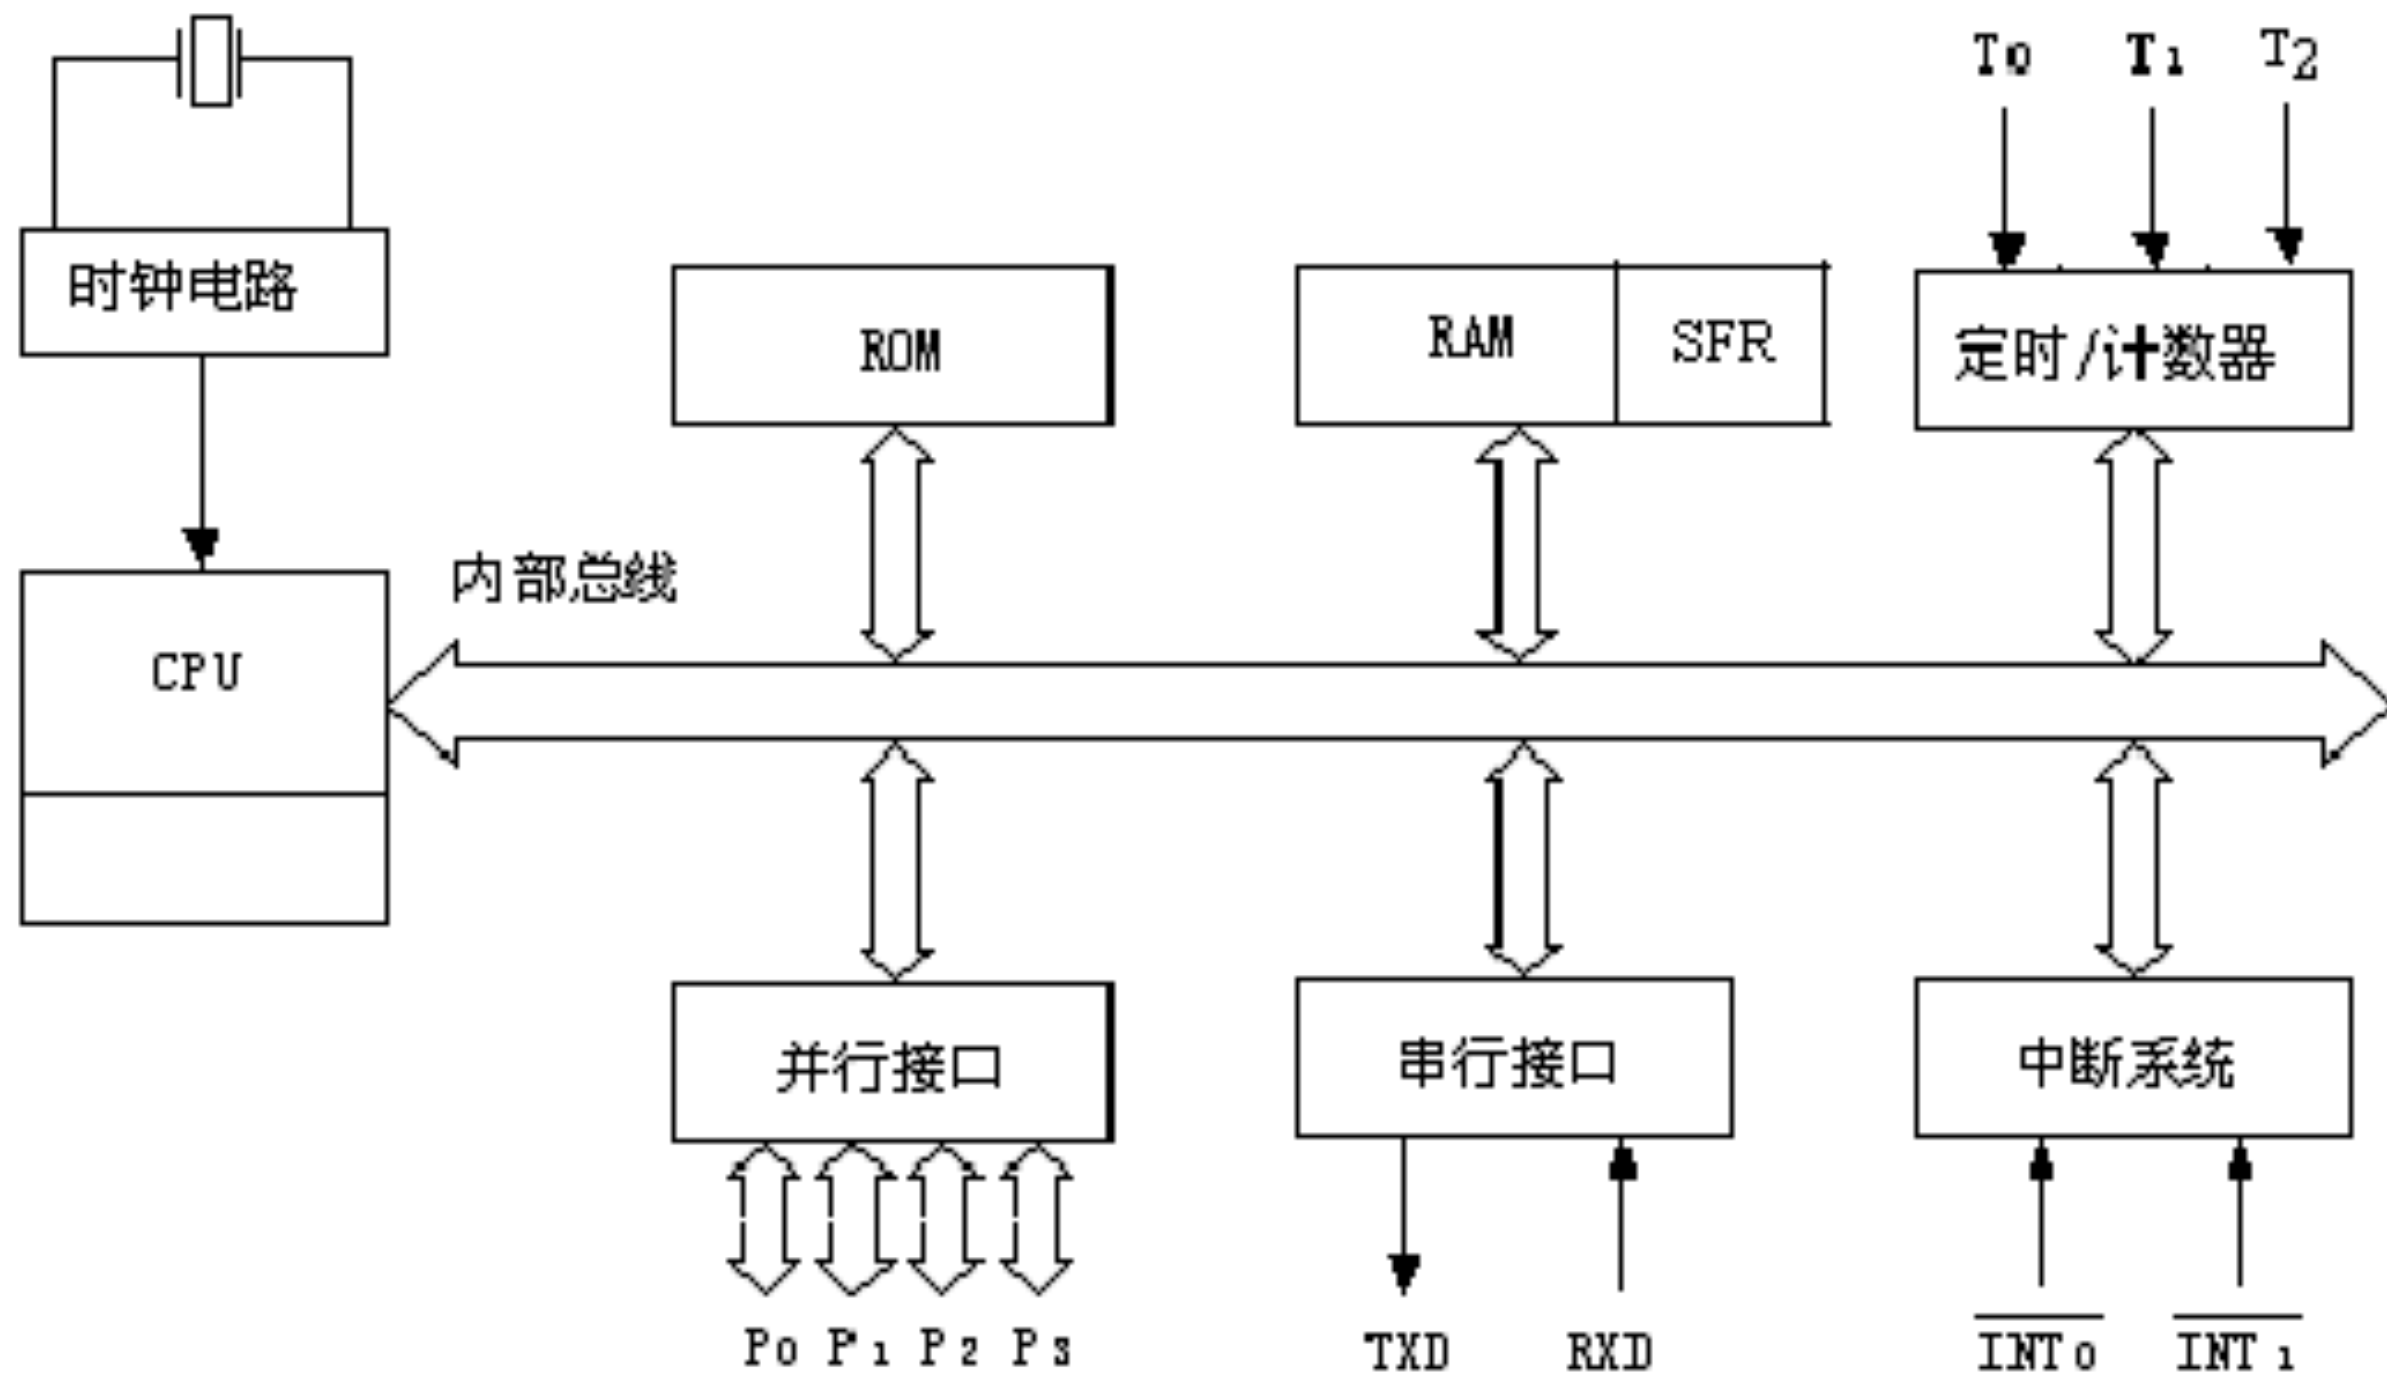 T0 T1 T2
时钟电路
ROM
RAM
SFR
定时/计数器
内部总线
CPU
并行接口
串行接口
中断系统
P0 P1 P2 P3
TXD
RXD
INT0
INT1